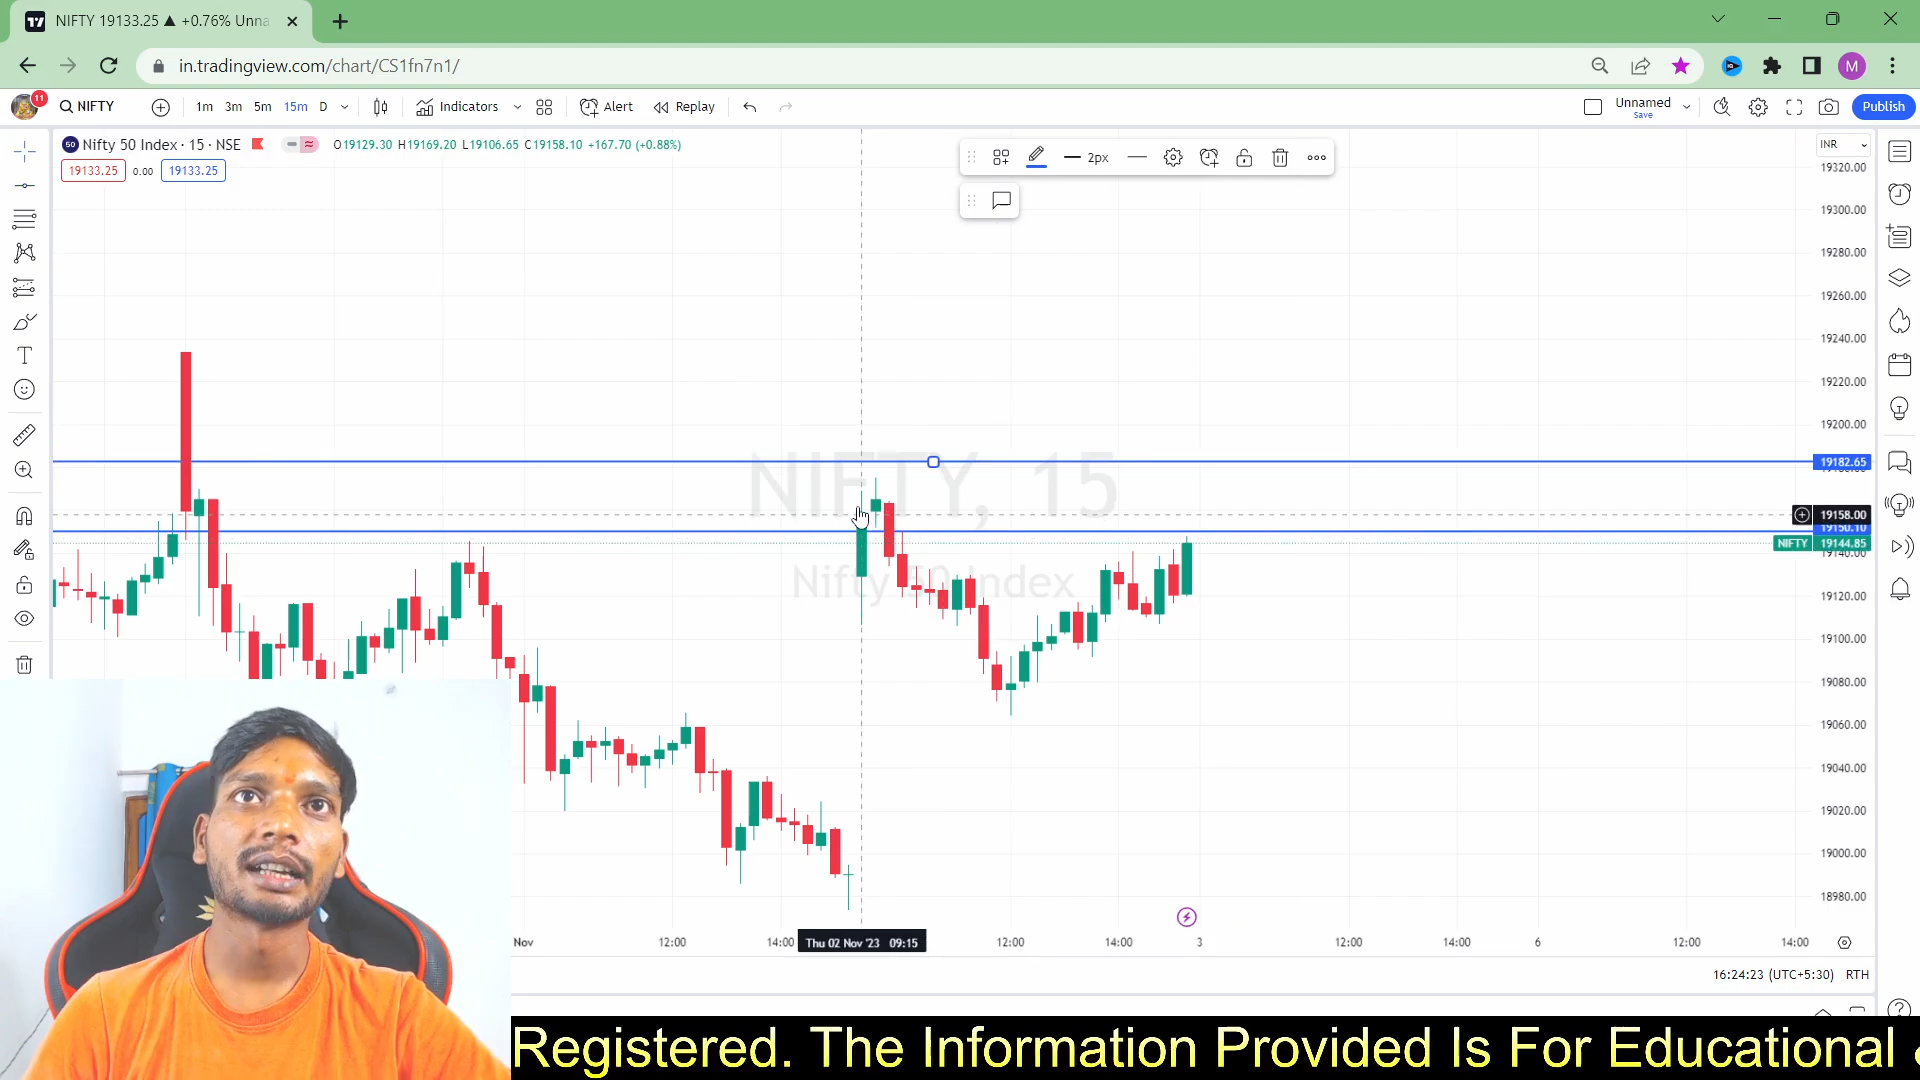 NIFTY 19133.25 ▲ +0.76% Unna
in.tradingview.com/chart/CS1fn7n1/
M
11
NIFTY
1m 3m 5m 15m D
Indicators
Alert
Replay
Unnamed
Save
Publish
50 Nifty 50 Index · 15 · NSE
O19129.30 H19169.20 L19106.65 C19158.10 +167.70 (+0.88%)
19133.25 0.00 19133.25
2px
INR
19320.00
19300.00
19280.00
19260.00
19240.00
19220.00
19200.00
19182.65
19158.00
19150.10
NIFTY 19144.85
19140.00
19120.00
19100.00
19080.00
19060.00
19040.00
19020.00
19000.00
18980.00
NIFTY, 15
Nifty 50 Index
Nov 12:00 14:00 Thu 02 Nov '23 09:15 12:00 14:00 3 12:00 14:00 6 12:00 14:00
16:24:23 (UTC+5:30) RTH
Registered. The Information Provided Is For Educational